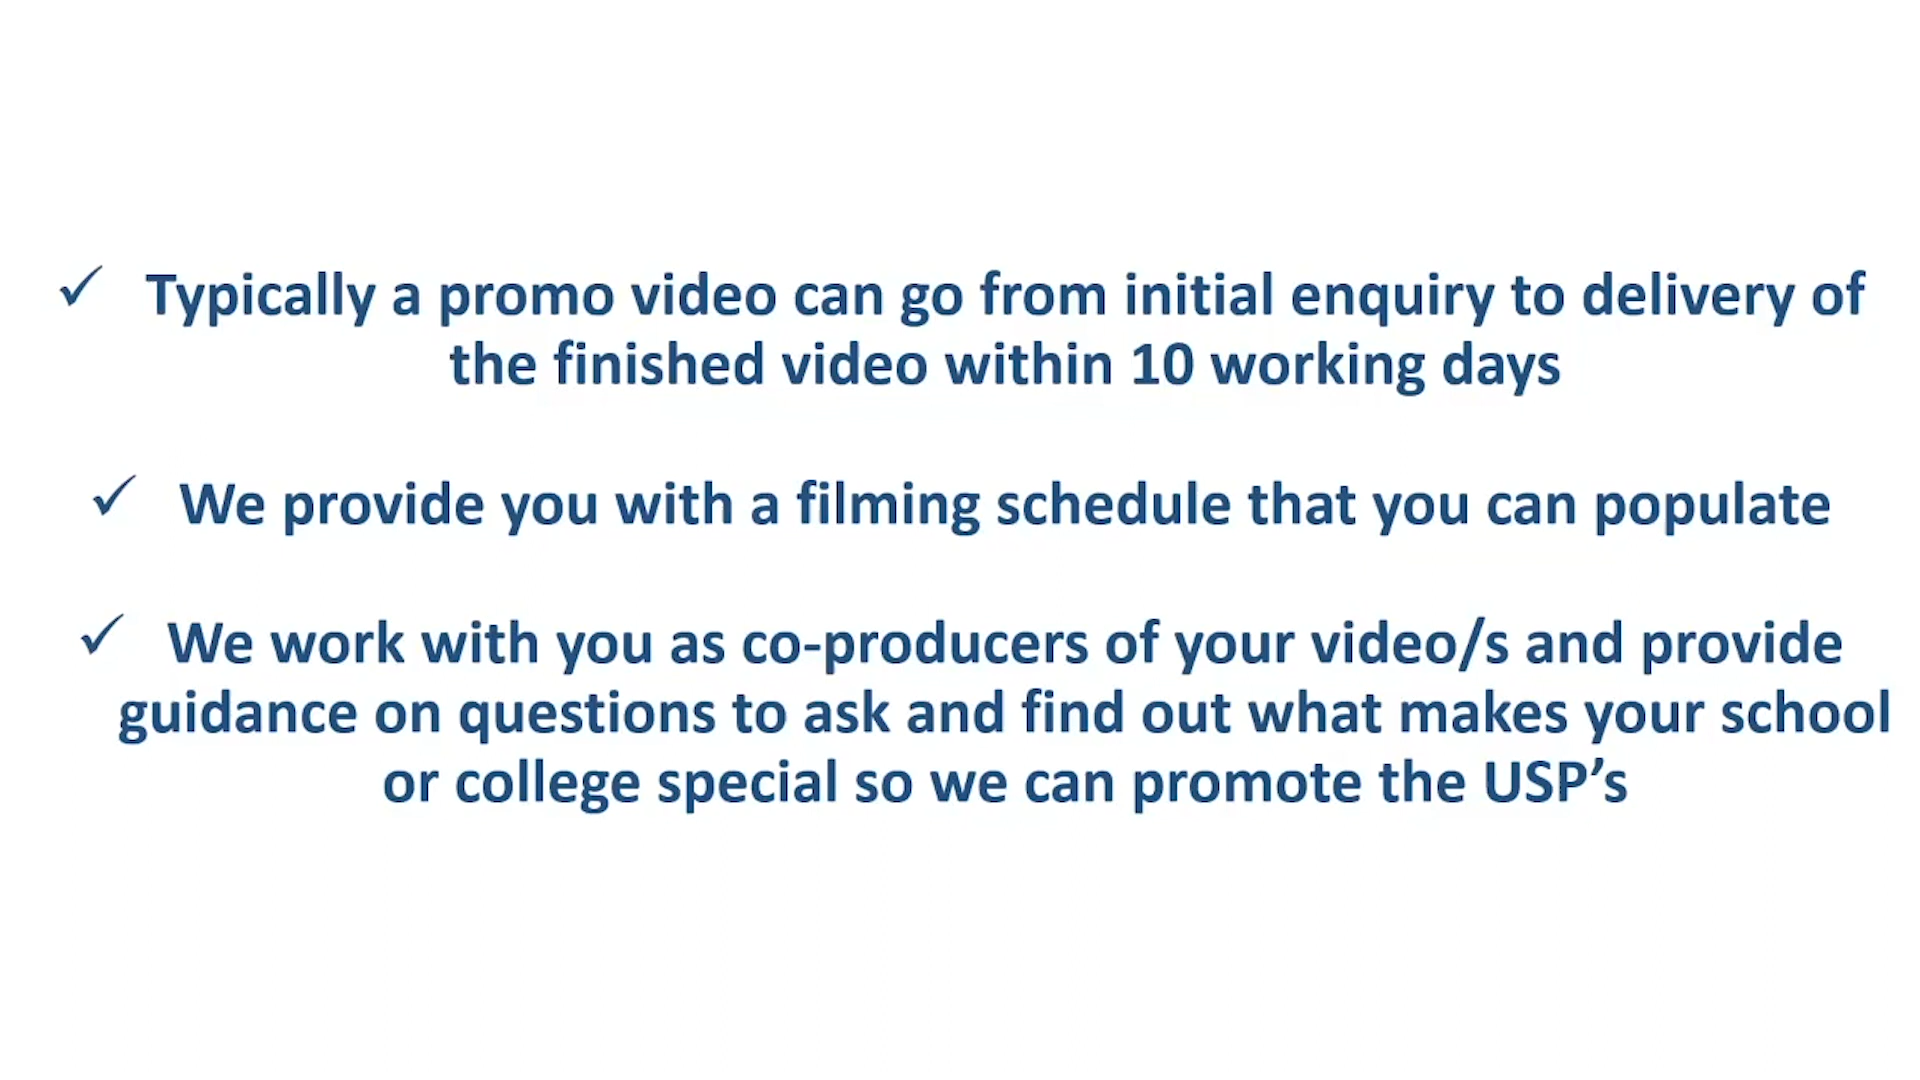 ✓ Typically a promo video can go from initial enquiry to delivery of
the finished video within 10 working days
✓ We provide you with a filming schedule that you can populate
✓ We work with you as co-producers of your video/s and provide
guidance on questions to ask and find out what makes your school
or college special so we can promote the USP’s